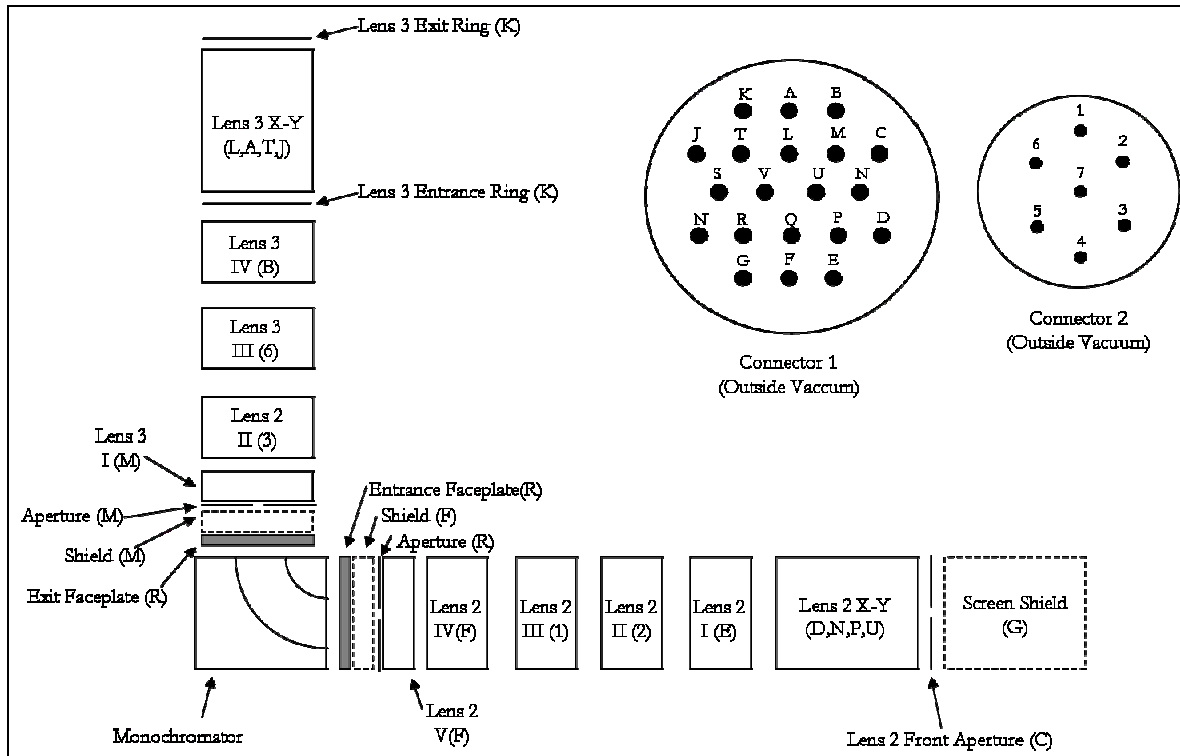 Lens 3 Exit Ring (K)
Lens 3 X-Y
(L,A,T,J)
Lens 3 Entrance Ring (K)
Lens 3
IV (B)
Lens 3
III (6)
Lens 2
II (3)
Lens 3
I (M)
Aperture (M)
Shield (M)
Exit Faceplate (R)
Monochromator
Entrance Faceplate(R)
Shield (F)
Aperture (R)
Lens 2
V(F)
Lens 2
IV(F)
Lens 2
III (1)
Lens 2
II (2)
Lens 2
I (E)
Lens 2 X-Y
(D,N,P,U)
Screen Shield
(G)
Lens 2 Front Aperture (C)
K A B
J T L M C
S V U N
N R Q P D
G F E
Connector 1
(Outside Vaccum)
1
6 2
7
5 3
4
Connector 2
(Outside Vacuum)